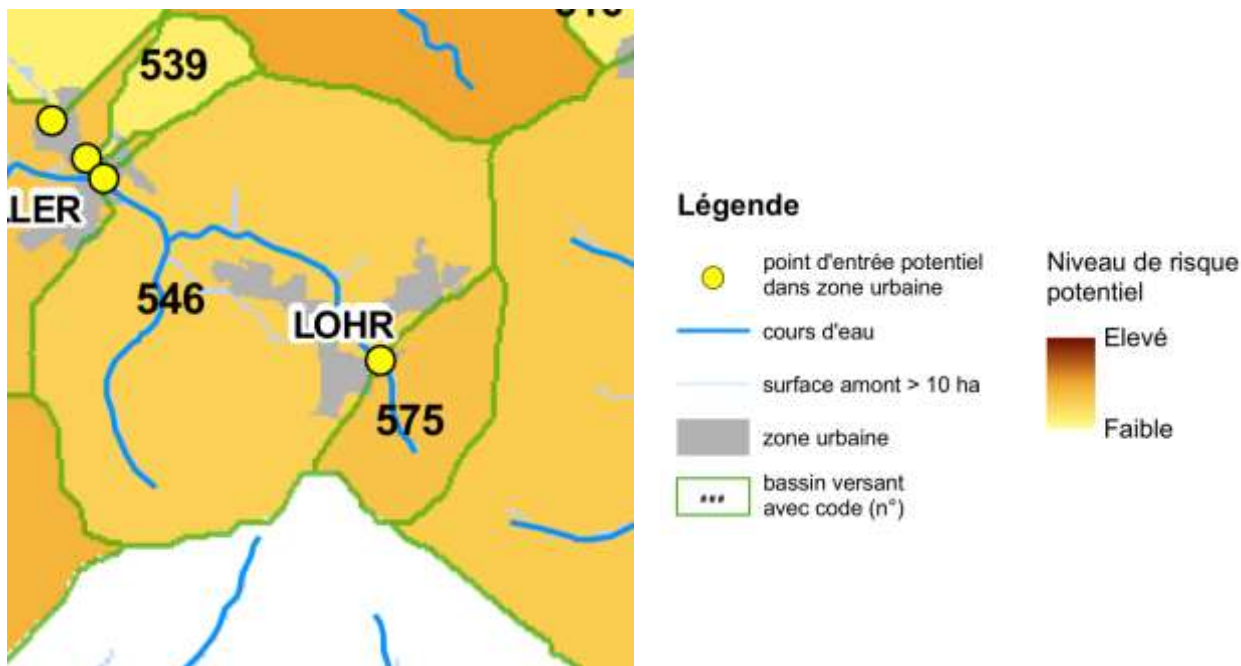 539
LLER
546
LOHR
575
Légende
point d'entrée potentiel
dans zone urbaine
cours d'eau
surface amont > 10 ha
zone urbaine
###
bassin versant
avec code (n°)
Niveau de risque
potentiel
Elevé
Faible